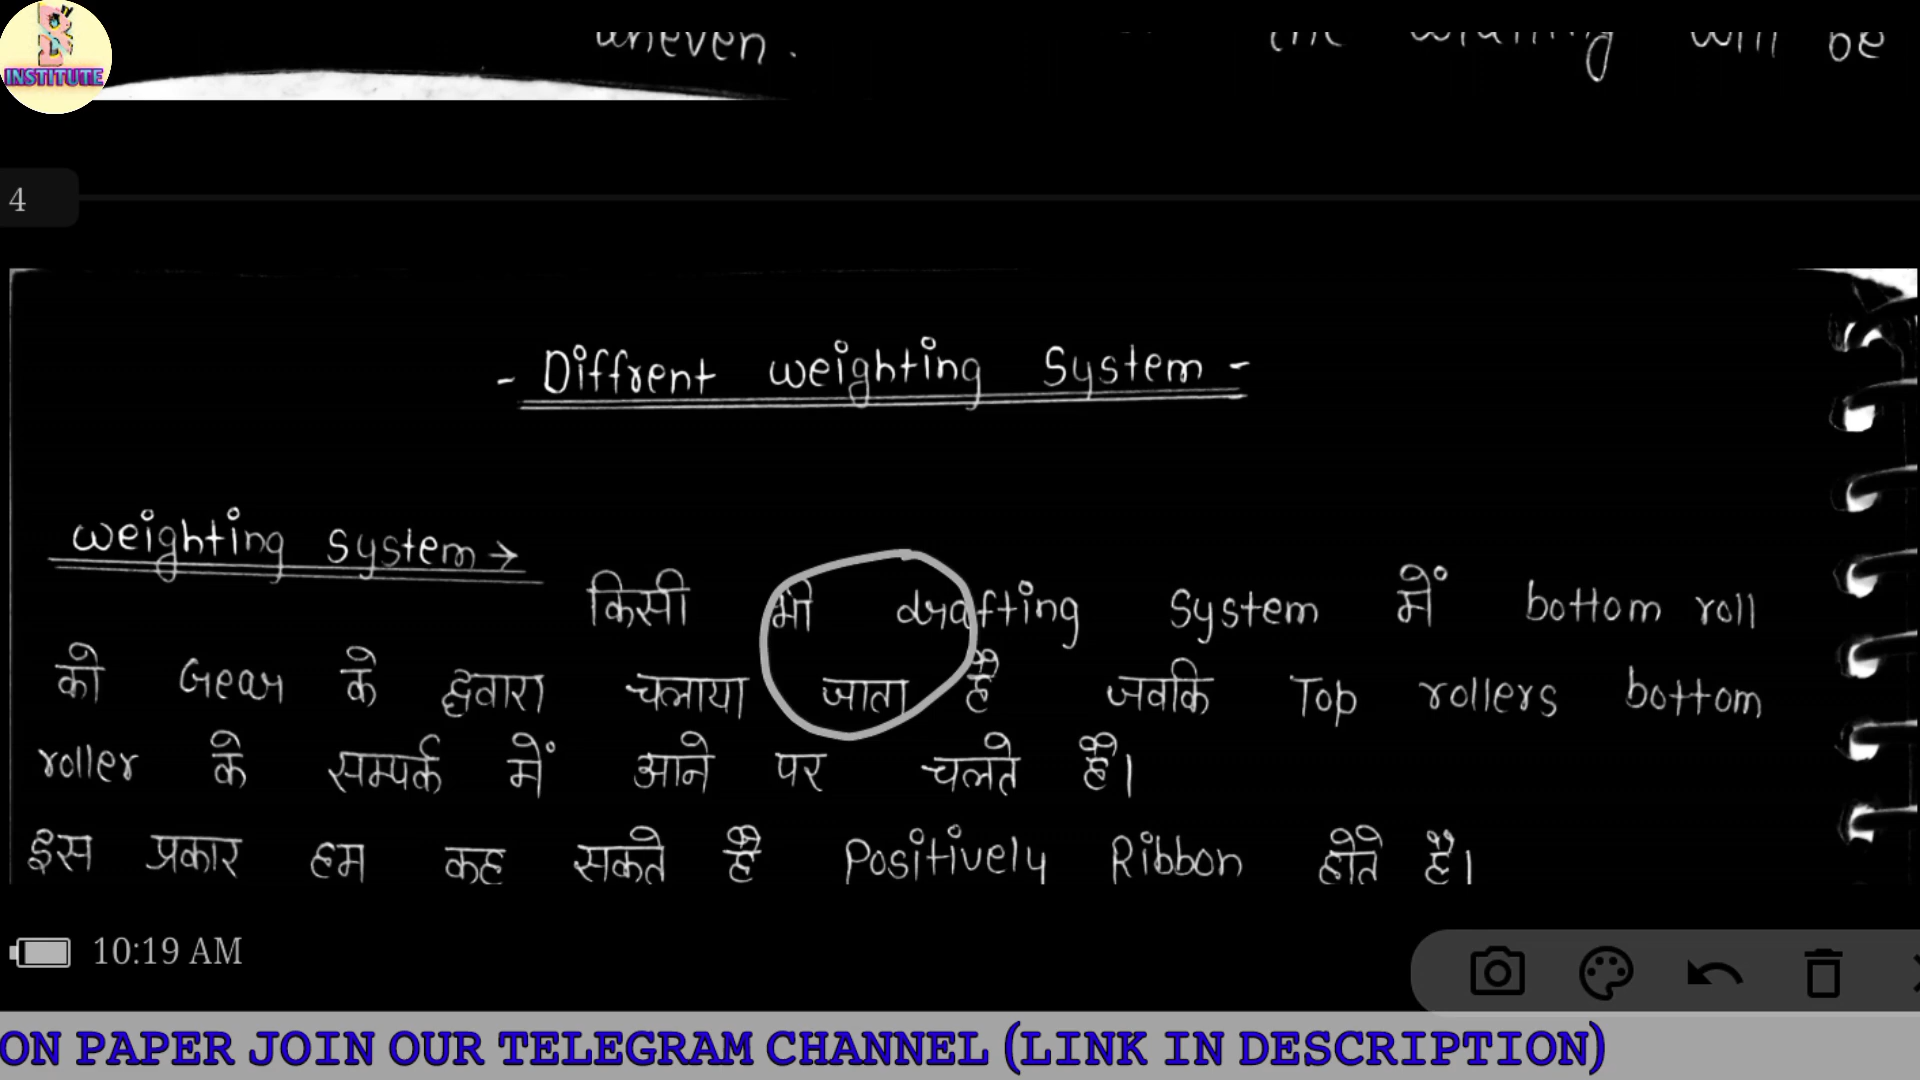 INSTITUTE
uneven.
will be
4
- Diffrent weighting System -
weighting system →
किसी भी drafting System में bottom roll
को Gear के द्ववारा चलाया जाता है जबकि Top rollers bottom
roller के सम्पर्क में आने पर चलते हैं।
इस प्रकार हम कह सकते है Positively Ribbon होते है।
10:19 AM
ON PAPER JOIN OUR TELEGRAM CHANNEL (LINK IN DESCRIPTION)